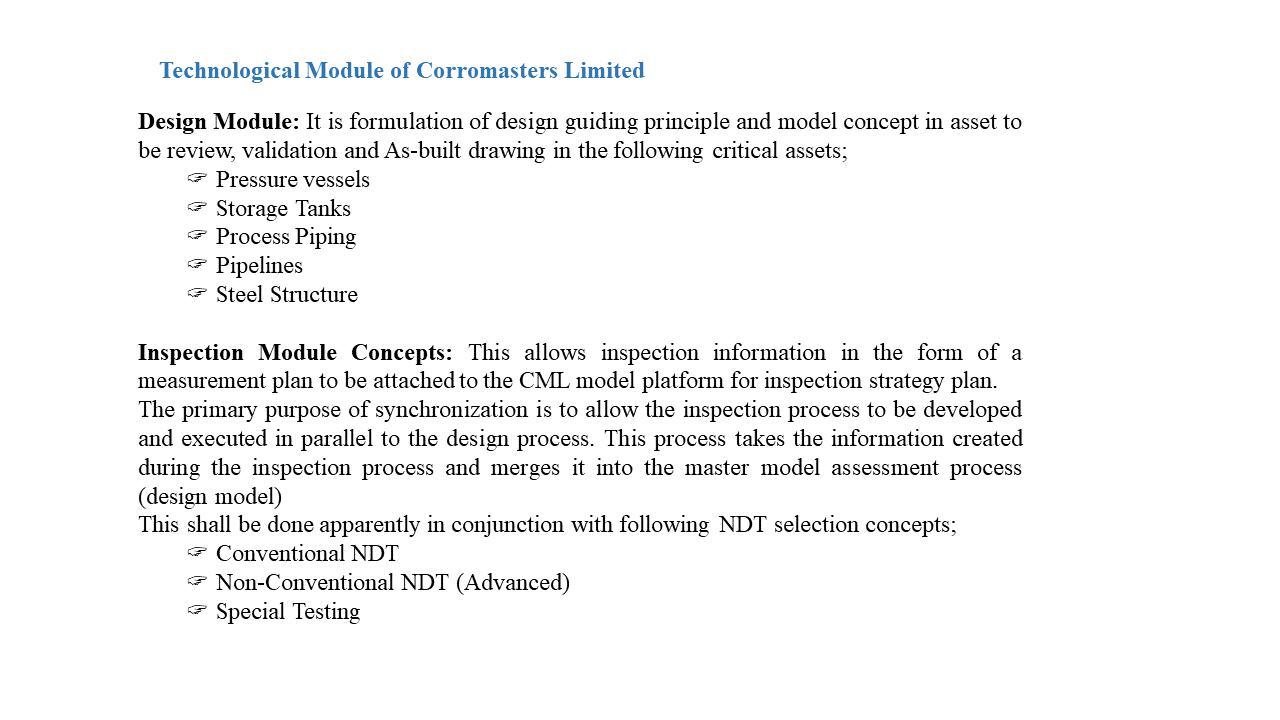 Technological Module of Corromasters Limited
Design Module: It is formulation of design guiding principle and model concept in asset to
be review, validation and As-built drawing in the following critical assets;
☞ Pressure vessels
☞ Storage Tanks
☞ Process Piping
☞ Pipelines
☞ Steel Structure
Inspection Module Concepts: This allows inspection information in the form of a
measurement plan to be attached to the CML model platform for inspection strategy plan.
The primary purpose of synchronization is to allow the inspection process to be developed
and executed in parallel to the design process. This process takes the information created
during the inspection process and merges it into the master model assessment process
(design model)
This shall be done apparently in conjunction with following NDT selection concepts;
☞ Conventional NDT
☞ Non-Conventional NDT (Advanced)
☞ Special Testing